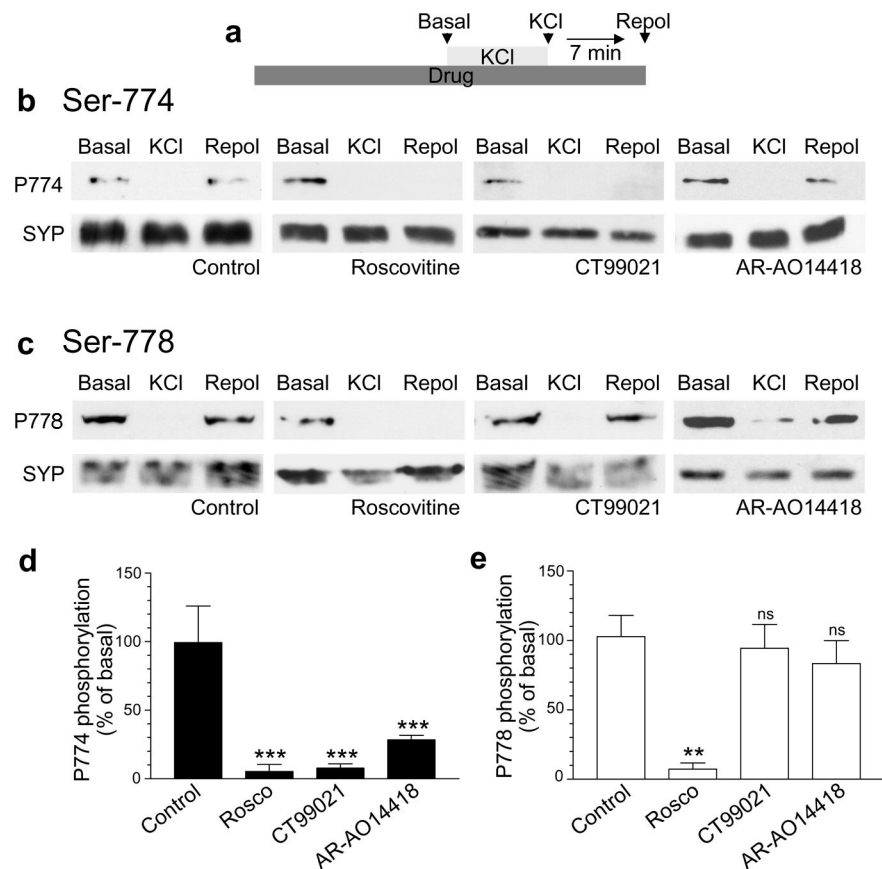 a
Basal KCl Repol
KCl 7 min
Drug
b Ser-774
Basal KCl Repol Basal KCl Repol Basal KCl Repol Basal KCl Repol
P774
SYP
Control Roscovitine CT99021 AR-AO14418
c Ser-778
Basal KCl Repol Basal KCl Repol Basal KCl Repol Basal KCl Repol
P778
SYP
Control Roscovitine CT99021 AR-AO14418
d
P774 phosphorylation
(% of basal)
150
100
50
0
*** *** ***
Control Rosco CT99021 AR-AO14418
e
P778 phosphorylation
(% of basal)
150
100
50
0
** ns ns
Control Rosco CT99021 AR-AO14418